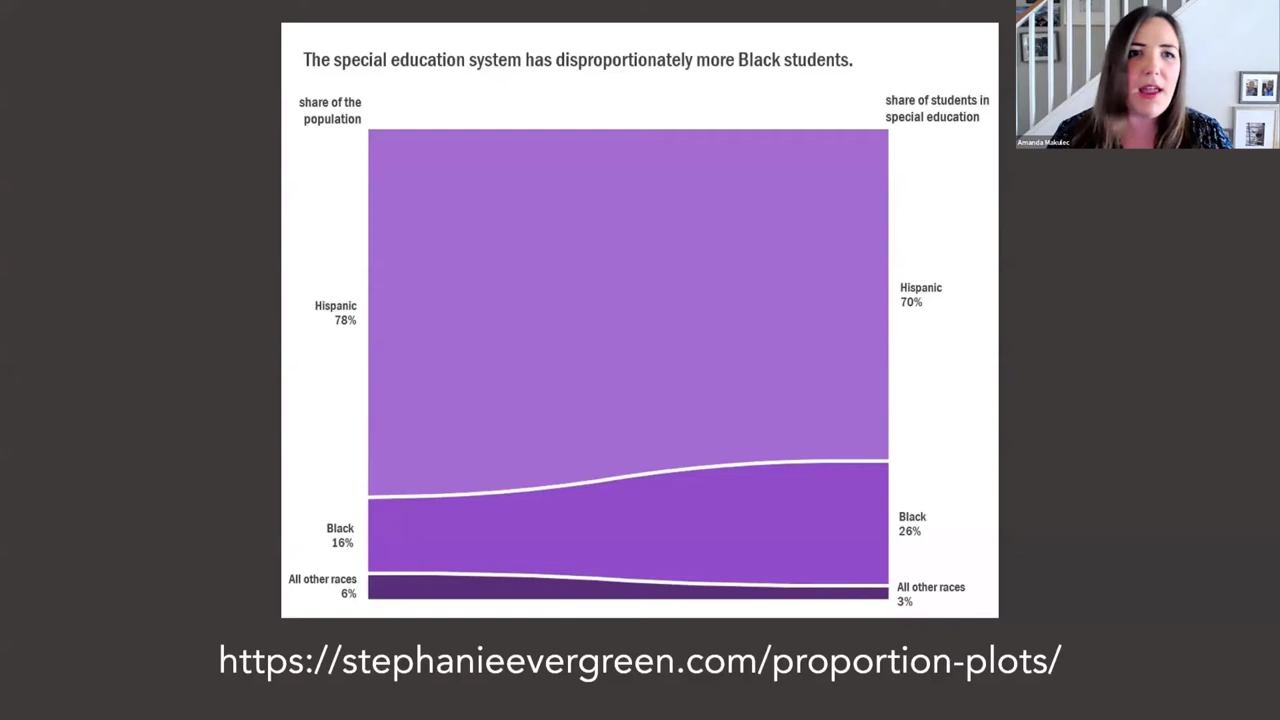 The special education system has disproportionately more Black students.
share of the
population
share of students in
special education
Hispanic
78%
Hispanic
70%
Black
16%
Black
26%
All other races
6%
All other races
3%
https://stephanieevergreen.com/proportion-plots/
Amanda Makulec